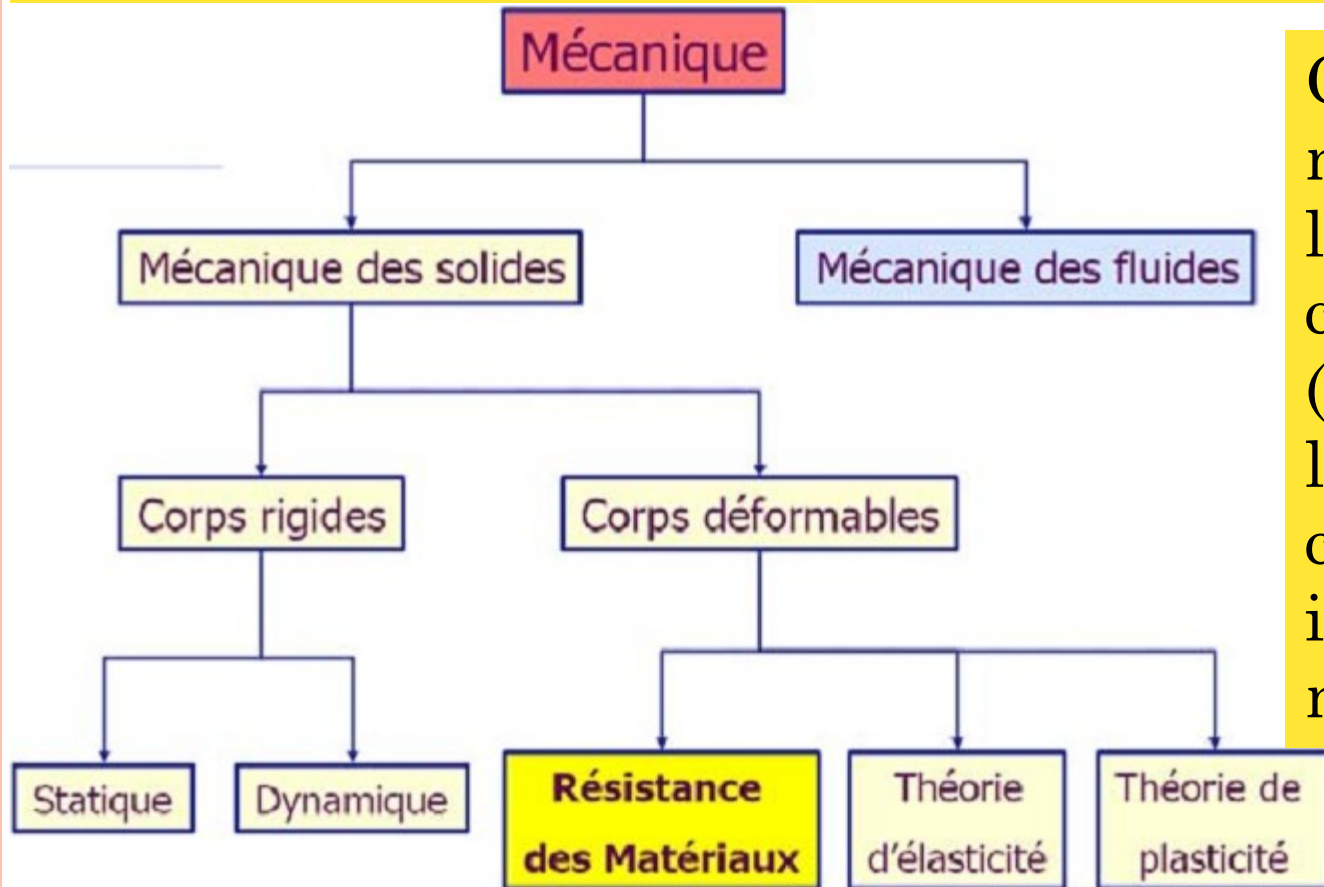 Mécanique
Mécanique des solides
Mécanique des fluides
Corps rigides
Corps déformables
Statique
Dynamique
Résistance
des Matériaux
Théorie
d'élasticité
Théorie de
plasticité